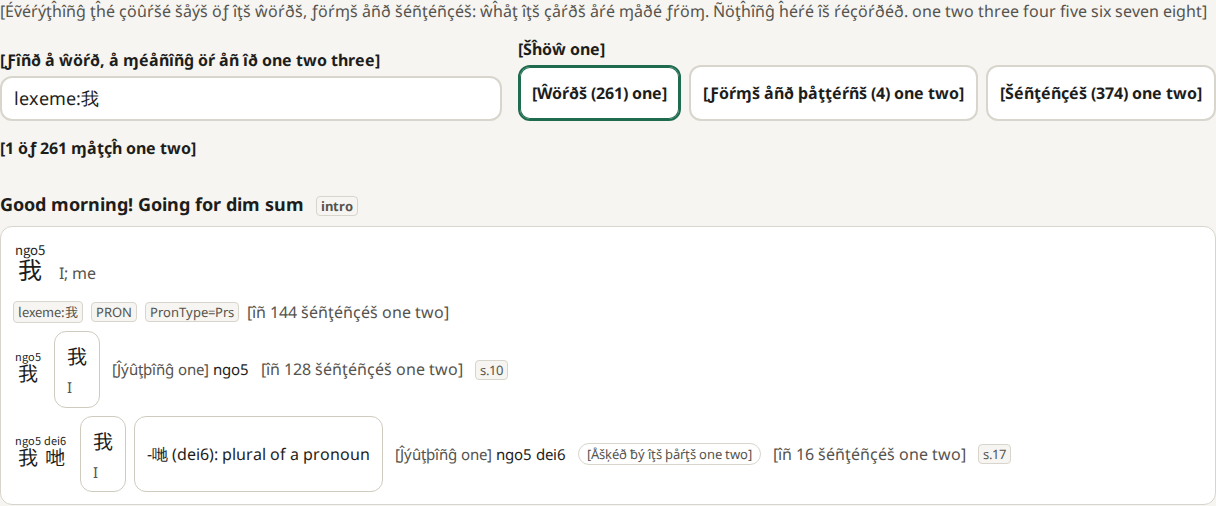 [Éṽéŕýţĥîñĝ ţĥé çöûŕšé šåýš öƒ îţš ŵöŕðš, ƒöŕɱš åñð šéñţéñçéš: ŵĥåţ îţš çåŕðš åŕé ɱåðé ƒŕöɱ. Ñöţĥîñĝ ĥéŕé îš ŕéçöŕðéð. one two three four five six seven eight]
[Ƒîñð å ŵöŕð, å ɱéåñîñĝ öŕ åñ îð one two three]
lexeme:我
[Šĥöŵ one]
[Ŵöŕðš (261) one]
[Ƒöŕɱš åñð þåţţéŕñš (4) one two]
[Šéñţéñçéš (374) one two]
[1 öƒ 261 ɱåţçĥ one two]
Good morning! Going for dim sum intro
ngo5
我 I; me
lexeme:我 PRON PronType=Prs [îñ 144 šéñţéñçéš one two]
ngo5
我
我
I
[Ĵýûţþîñĝ one] ngo5 [îñ 128 šéñţéñçéš one two] s.10
ngo5 dei6
我 哋
我
I
-哋 (dei6): plural of a pronoun
[Ĵýûţþîñĝ one] ngo5 dei6 [Åšķéð ƀý îţš þåŕţš one two] [îñ 16 šéñţéñçéš one two] s.17